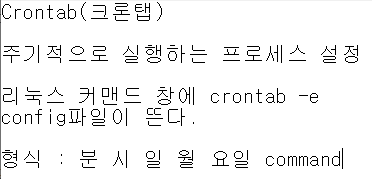 Crontab(크론탭)
주기적으로 실행하는 프로세스 설정
리눅스 커맨드 창에 crontab -e
config파일이 뜬다.
형식 : 분 시 일 월 요일 command